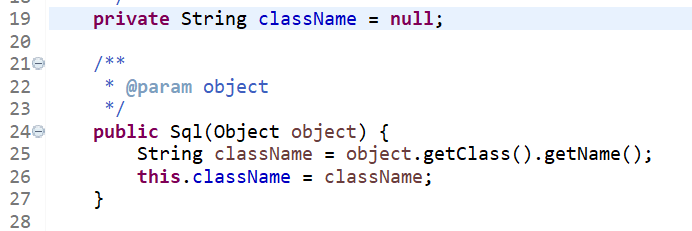 19 private String className = null;
20
21 /**
22 * @param object
23 */
24 public Sql(Object object) {
25 String className = object.getClass().getName();
26 this.className = className;
27 }
28